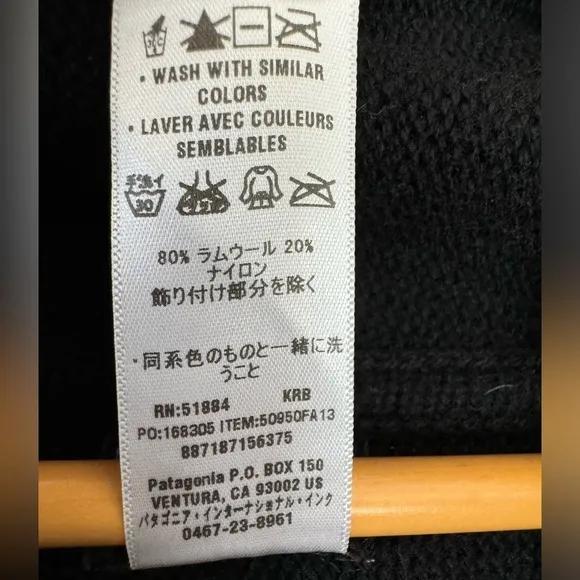 • WASH WITH SIMILAR
COLORS
• LAVER AVEC COULEURS
SEMBLABLES
手洗イ
30
80% ラムウール 20%
ナイロン
飾り付け部分を除く
・同系色のものと一緒に洗
うこと
RN:51884 KRB
PO:168305 ITEM:50950FA13
887187156375
Patagonia P.O. BOX 150
VENTURA, CA 93002 US
パタゴニア・インターナショナル・インク
0467-23-8961